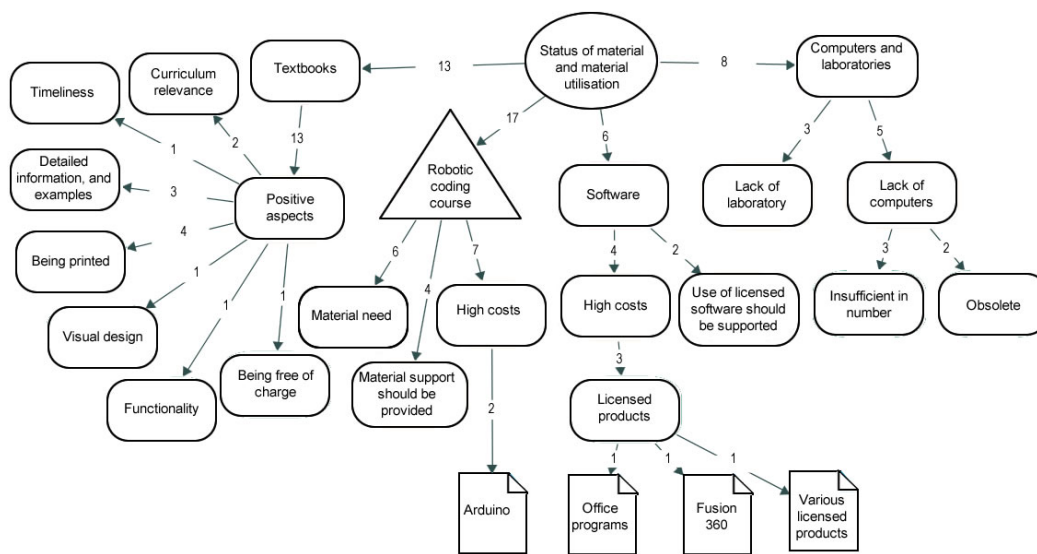 Status of material
and material
utilisation
13
17
6
8
Textbooks
13
Positive
aspects
Timeliness
1
Curriculum
relevance
2
Detailed
information, and
examples
3
Being printed
4
Visual design
1
Functionality
1
Being free of
charge
1
Robotic
coding
course
6
4
7
Material need
Material support
should be
provided
High costs
2
Arduino
Software
4
2
High costs
Use of licensed
software should
be supported
3
Licensed
products
1
1
1
Office
programs
Fusion
360
Various
licensed
products
Computers and
laboratories
3
5
Lack of
laboratory
Lack of
computers
3
2
Insufficient in
number
Obsolete